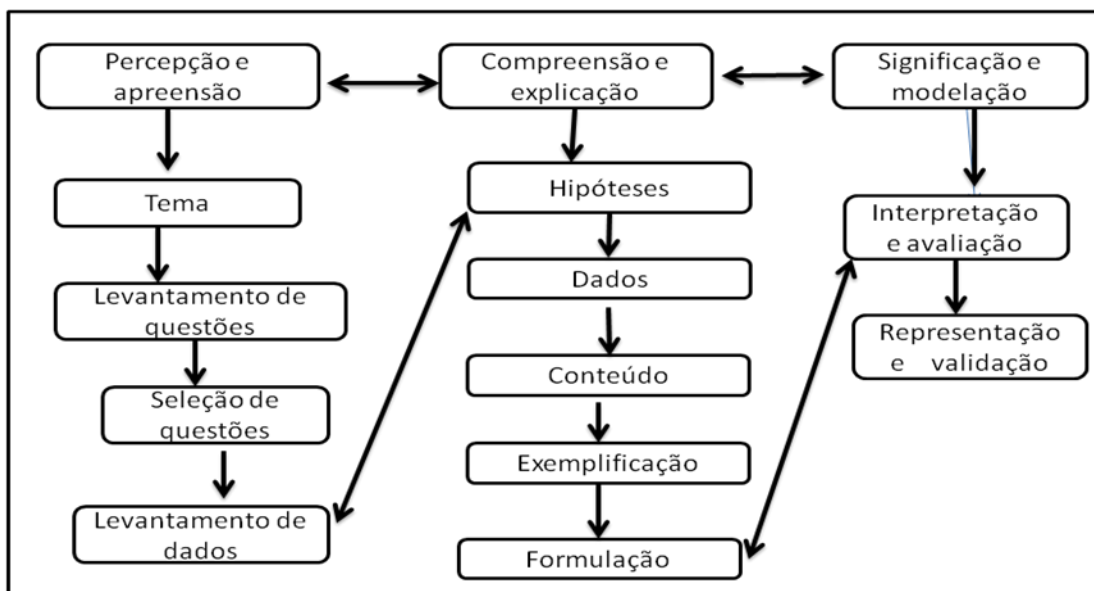 Percepção e
apreensão
Tema
Levantamento de
questões
Seleção de
questões
Levantamento de
dados
Compreensão e
explicação
Hipóteses
Dados
Conteúdo
Exemplificação
Formulação
Significação e
modelação
Interpretação
e avaliação
Representação
e validação